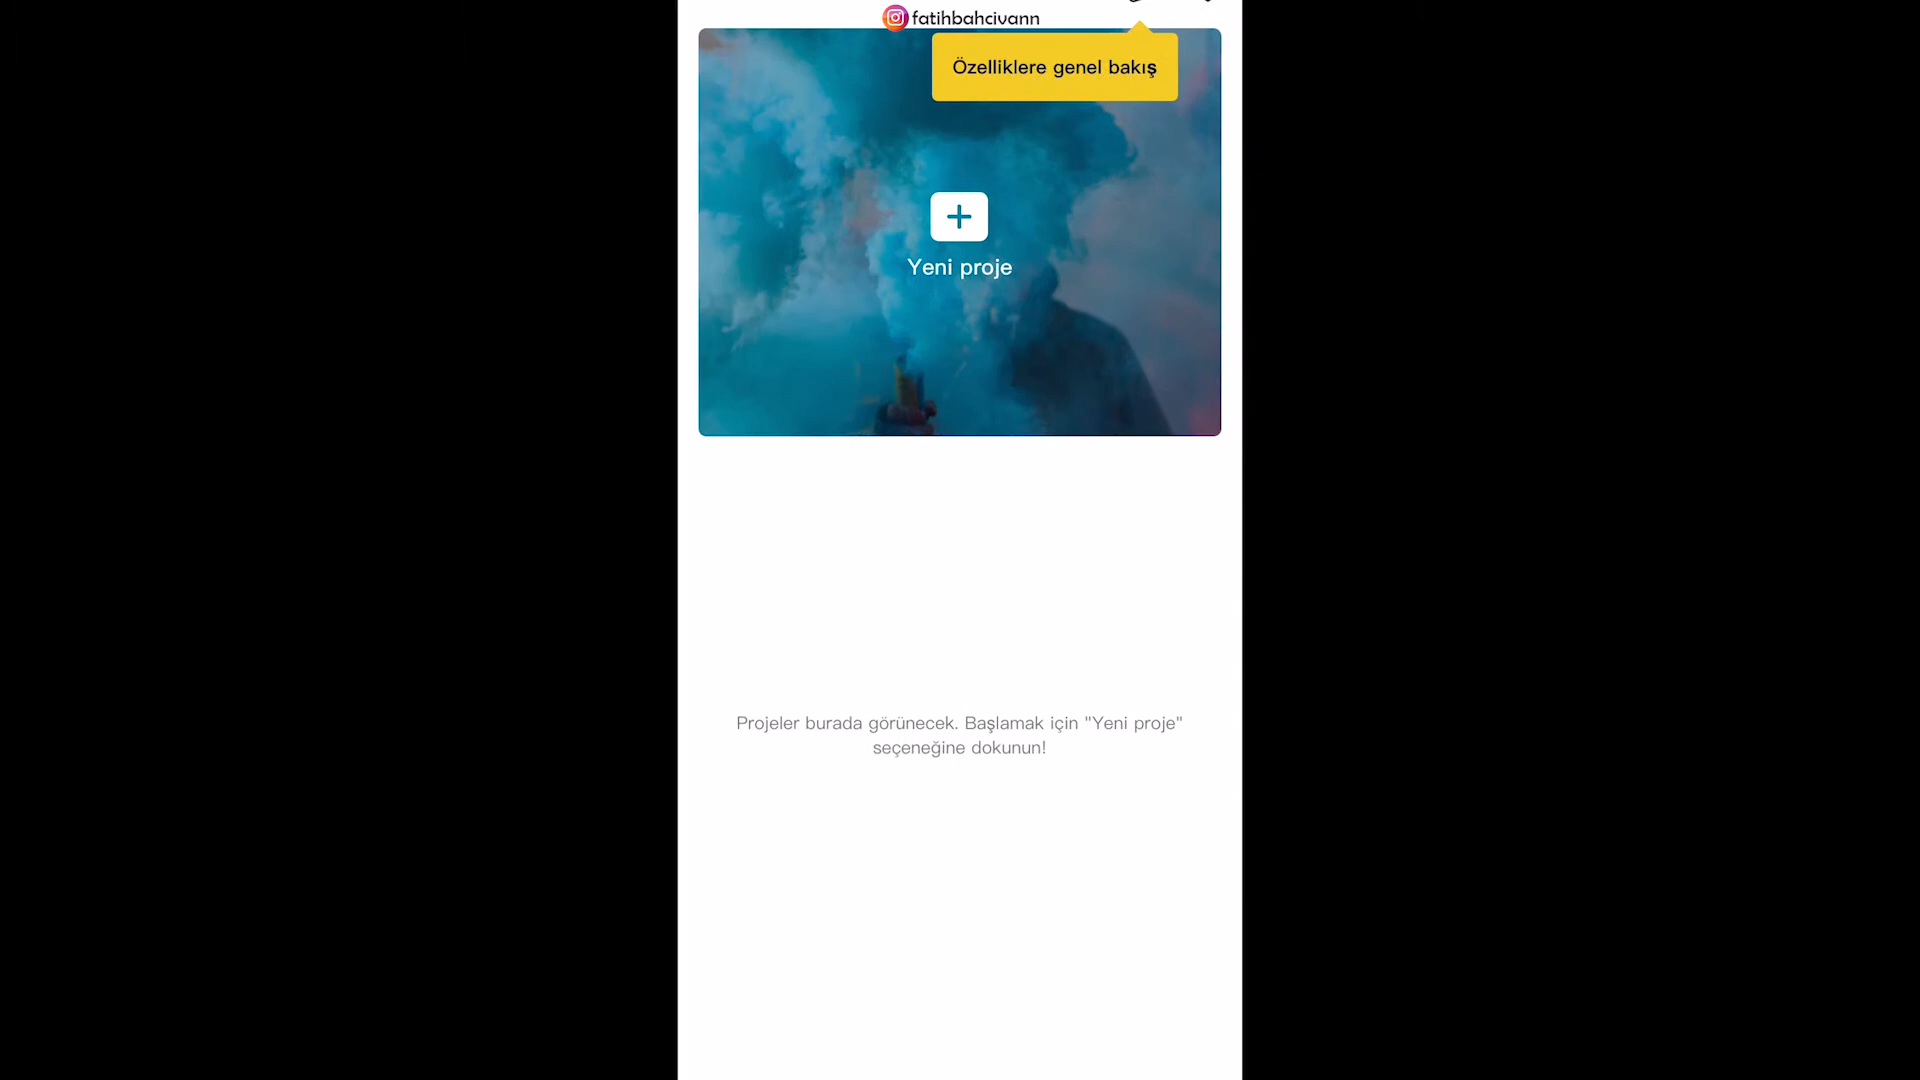 fatihbahcivann
Özelliklere genel bakış
Yeni proje
Projeler burada görünecek. Başlamak için "Yeni proje"
seçeneğine dokunun!